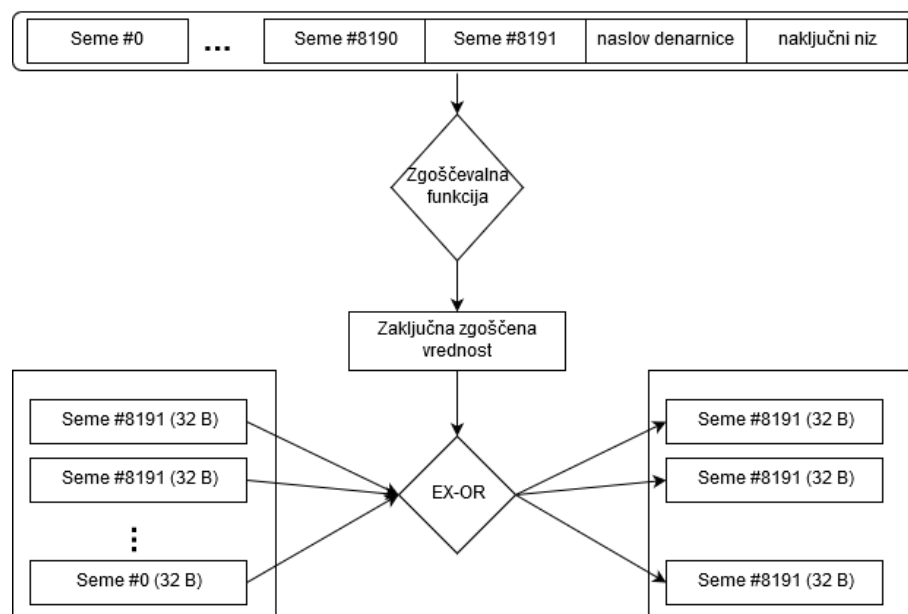 Seme #0 ... Seme #8190 Seme #8191 naslov denarnice naključni niz
Zgoščevalna
funkcija
Zaključna zgoščena
vrednost
Seme #8191 (32 B)
Seme #8191 (32 B)
...
Seme #0 (32 B)
EX-OR
Seme #8191 (32 B)
Seme #8191 (32 B)
Seme #8191 (32 B)